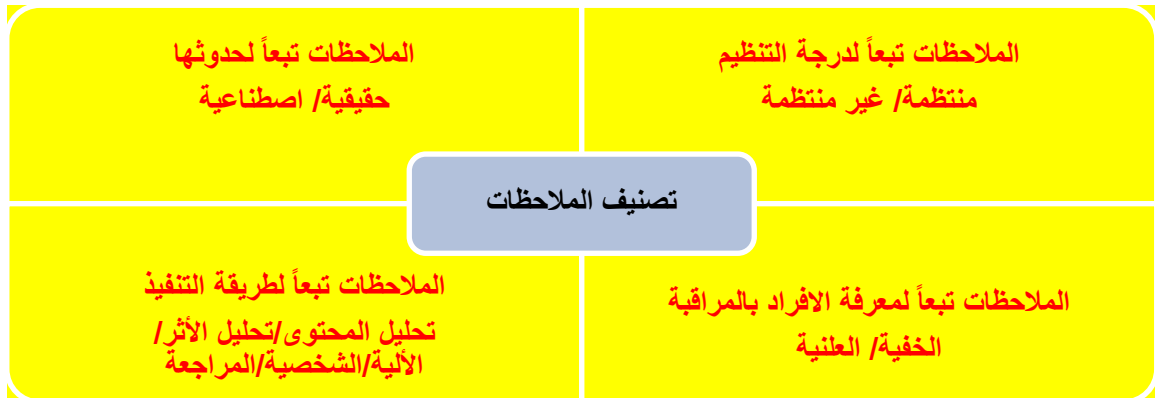 الملاحظات تبعاً لدرجة التنظيم
منتظمة/ غير منتظمة
الملاحظات تبعاً لحدوثها
حقيقية/ اصطناعية
تصنيف الملاحظات
الملاحظات تبعاً لمعرفة الافراد بالمراقبة
الخفية/ العلنية
الملاحظات تبعاً لطريقة التنفيذ
تحليل المحتوى/تحليل الأثر/
الألية/الشخصية/المراجعة